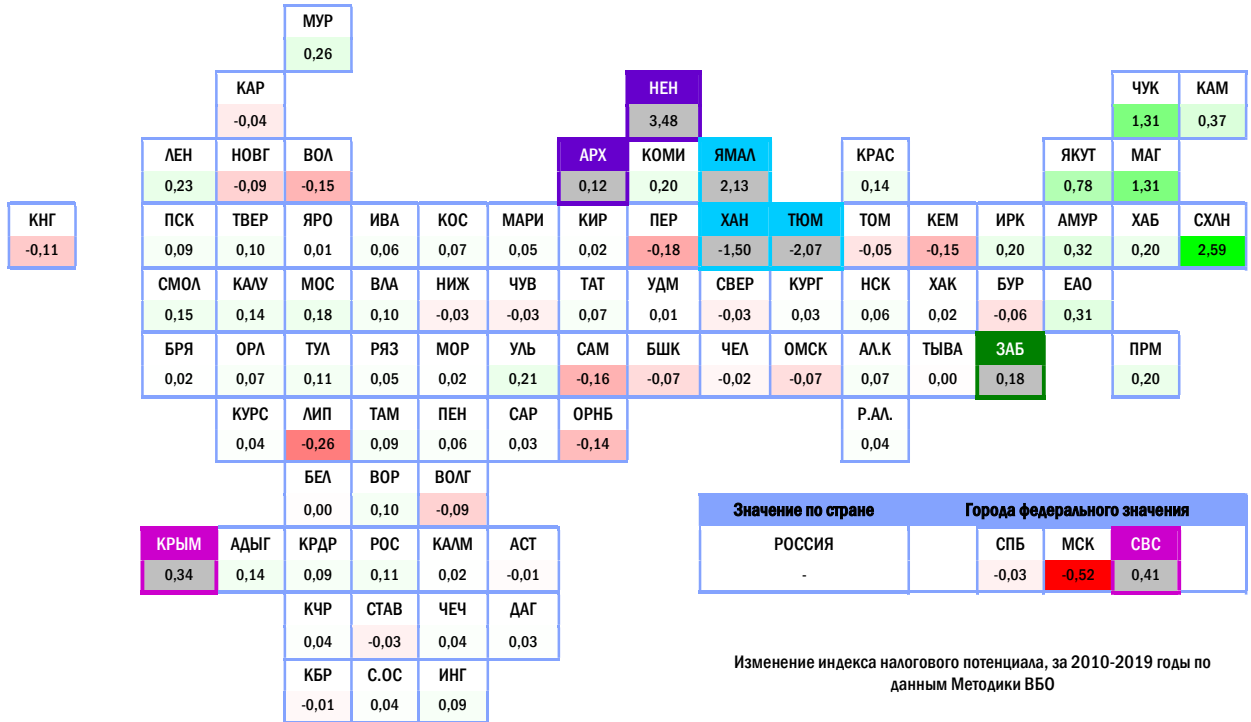 МУР
0,26
КАР НЕН ЧУК КАМ
-0,04 3,48 1,31 0,37
ЛЕН НОВГ ВОЛ АРХ КОМИ ЯМАЛ КРАС ЯКУТ МАГ
0,23 -0,09 -0,15 0,12 0,20 2,13 0,14 0,78 1,31
КНГ ПСК ТВЕР ЯРО ИВА КОС МАРИ КИР ПЕР ХАН ТЮМ ТОМ КЕМ ИРК АМУР ХАБ СХЛН
-0,11 0,09 0,10 0,01 0,06 0,07 0,05 0,02 -0,18 -1,50 -2,07 -0,05 -0,15 0,20 0,32 0,20 2,59
СМОЛ КАЛУ МОС ВЛА НИЖ ЧУВ ТАТ УДМ СВЕР КУРГ НСК ХАК БУР ЕАО
0,15 0,14 0,18 0,10 -0,03 -0,03 0,07 0,01 -0,03 0,03 0,06 0,02 -0,06 0,31
БРЯ ОРЛ ТУЛ РЯЗ МОР УЛЬ САМ БШК ЧЕЛ ОМСК АЛ.К ТЫВА ЗАБ ПРМ
0,02 0,07 0,11 0,05 0,02 0,21 -0,16 -0,07 -0,02 -0,07 0,07 0,00 0,18 0,20
КУРС ЛИП ТАМ ПЕН САР ОРНБ Р.АЛ.
0,04 -0,26 0,09 0,06 0,03 -0,14 0,04
БЕЛ ВОР ВОЛГ
0,00 0,10 -0,09
Значение по стране Города федерального значения
КРЫМ АДЫГ КРДР РОС КАЛМ АСТ РОССИЯ СПБ МСК СВС
0,34 0,14 0,09 0,11 0,02 -0,01 - -0,03 -0,52 0,41
КЧР СТАВ ЧЕЧ ДАГ
0,04 -0,03 0,04 0,03
Изменение индекса налогового потенциала, за 2010-2019 годы по
данным Методики ВБО
КБР С.ОС ИНГ
-0,01 0,04 0,09